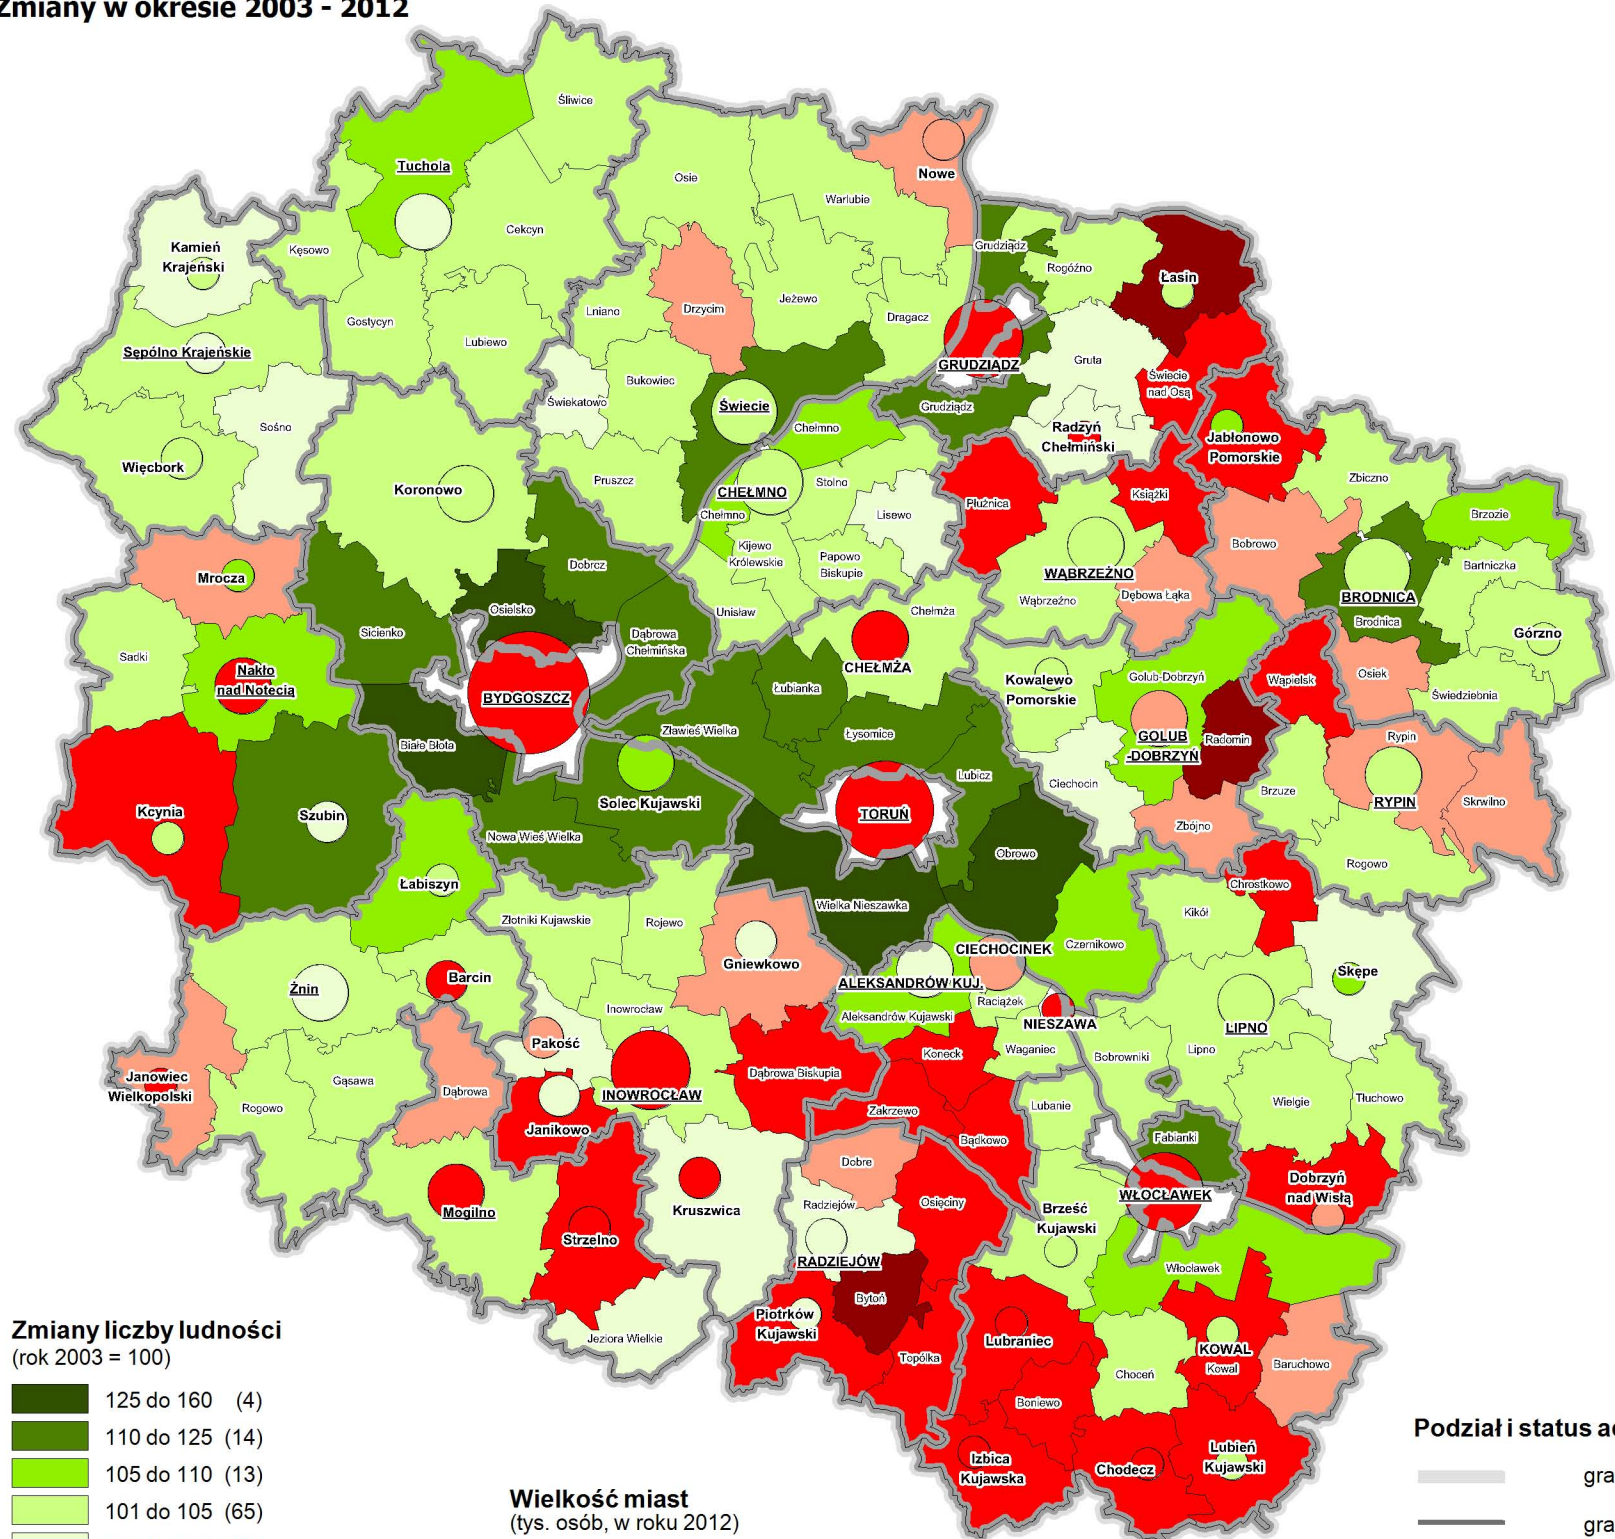 Zmiany w okresie 2003 - 2012
Śliwice
Tuchola
Osie
Nowe
Warlubie
Cekcyn
Kamień
Krajeński
Kęsowo
Grudziądz
Rogóźno
Łasin
Jeżewo
Drzycim
Lniano
Dragacz
Gostycyn
Lubiewo
Sępólno Krajeńskie
GRUDZIĄDZ
Gruta
Świecie
nad Osą
Bukowiec
Świekatowo
Świecie
Grudziądz
Sośno
Chełmno
Radzyń
Chełmiński
Jabłonowo
Pomorskie
Więcbork
Koronowo
Pruszcz
CHEŁMNO
Stolno
Zbiczno
Książki
Płużnica
Chełmno
Lisewo
Brzozie
Kijewo
Królewskie
Papowo
Biskupie
Bobrowo
Dobrcz
Bartniczka
Mrocza
WĄBRZEŹNO
Dębowa Łąka
BRODNICA
Wąbrzeźno
Brodnica
Osielsko
Unisław
Chełmża
Sicienko
Dąbrowa
Chełmińska
Górzno
Sadki
CHEŁMŻA
Nakło
nad Notecią
Kowalewo
Pomorskie
Golub-Dobrzyń
Wąpielsk
Osiek
Świedziebnia
BYDGOSZCZ
Łubianka
Zławieś Wielka
Łysomice
GOLUB
-DOBRZYŃ
Radomin
Rypin
Białe Błota
Lubicz
Ciechocin
Brzuze
Solec Kujawski
RYPIN
Skrwilno
Kcynia
Szubin
TORUŃ
Zbójno
Nowa Wieś Wielka
Obrowo
Rogowo
Łabiszyn
Chrostkowo
Wielka Nieszawka
Kikół
Złotniki Kujawskie
Rojewo
Czernikowo
CIECHOCINEK
Gniewkowo
Skępe
Barcin
ALEKSANDRÓW KUJ.
Żnin
Raciążek
Inowrocław
Aleksandrów Kujawski
NIESZAWA
LIPNO
Pakość
Waganiec
Lipno
Koneck
Bobrowniki
Dąbrowa Biskupia
Janowiec
Wielkopolski
Gąsawa
Dąbrowa
INOWROCŁAW
Rogowo
Tłuchowo
Wielgie
Lubanie
Zakrzewo
Janikowo
Bądkowo
Fabianki
Dobre
Dobrzyń
nad Wisłą
WŁOCŁAWEK
Osięciny
Radziejów
Kruszwica
Mogilno
Brześć
Kujawski
Strzelno
RADZIEJÓW
Włocławek
Bytoń
Piotrków
Kujawski
Jeziora Wielkie
Lubraniec
KOWAL
Kowal
Topólka
Baruchowo
Choceń
Boniewo
Izbica
Kujawska
Chodecz
Lubień
Kujawski
Zmiany liczby ludności
(rok 2003 = 100)
125 do 160 (4)
110 do 125 (14)
105 do 110 (13)
101 do 105 (65)
Wielkość miast
(tys. osób, w roku 2012)
Podział i status a
gra
gra